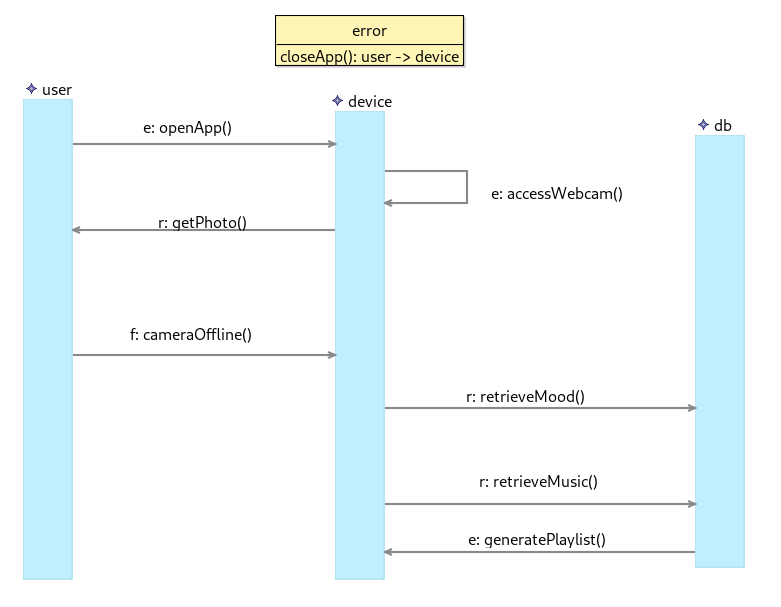 error
closeApp(): user -> device
user
device
db
e: openApp()
e: accessWebcam()
r: getPhoto()
f: cameraOffline()
r: retrieveMood()
r: retrieveMusic()
e: generatePlaylist()